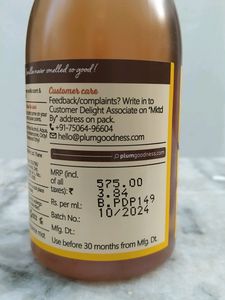 smelled so good!
Customer care
Feedback/complaints? Write in to
Customer Delight Associate on "Mktd
By" address on pack.
+91-75064-96604
hello@plumgoodness.com
plumgoodness.com
MRP (incl.
of all
taxes): ₹ 575.00
Rs. per ml.: 3.84
Batch No.: B.PDP149
Mfg. Dt.: 10/2024
Use before 30 months from Mfg. Dt.